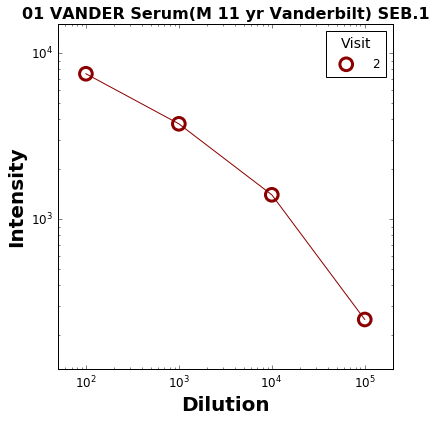 01 VANDER Serum(M 11 yr Vanderbilt) SEB.1
Visit
2
10^4
10^3
Intensity
10^2 10^3 10^4 10^5
Dilution